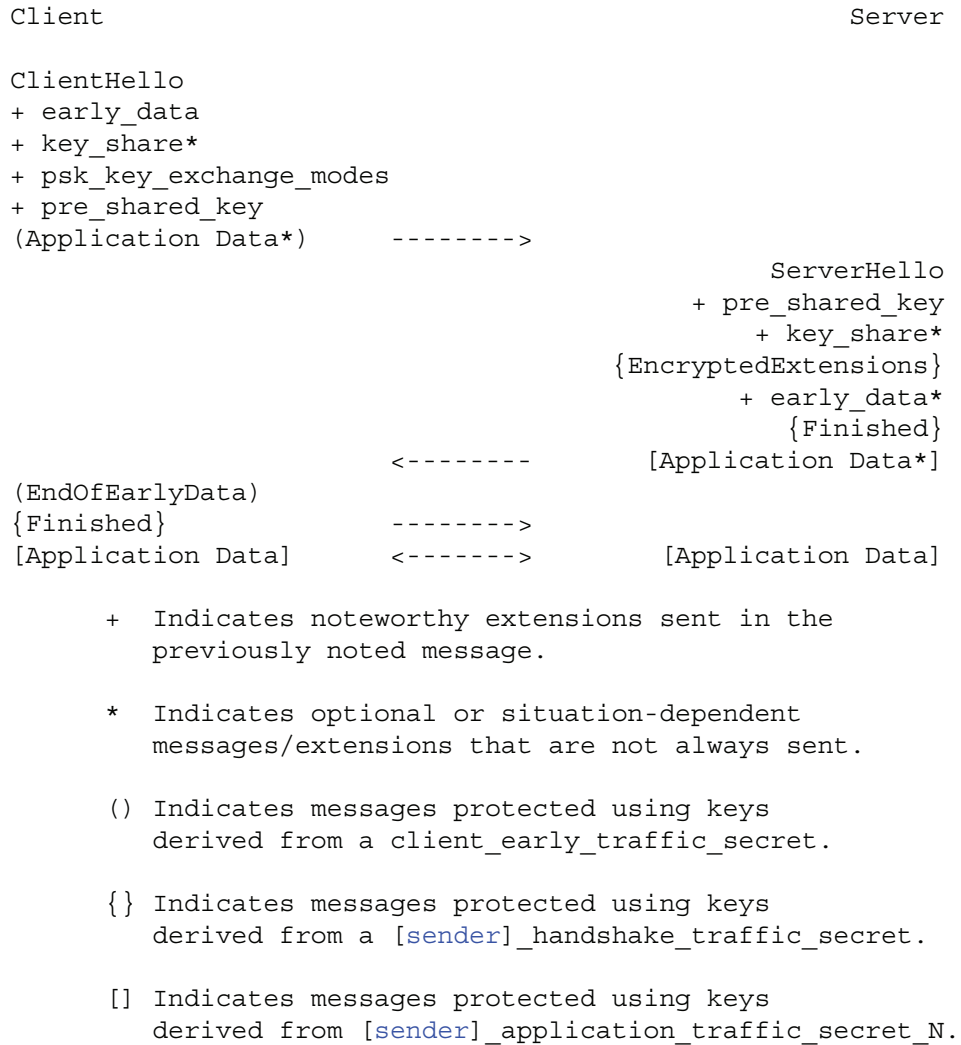 Client Server
ClientHello
+ early_data
+ key_share*
+ psk_key_exchange_modes
+ pre_shared_key
(Application Data*) -------->
ServerHello
+ pre_shared_key
+ key_share*
{EncryptedExtensions}
+ early_data*
{Finished}
<-------- [Application Data*]
(EndOfEarlyData)
{Finished} -------->
[Application Data] <-------> [Application Data]
+ Indicates noteworthy extensions sent in the
previously noted message.
* Indicates optional or situation-dependent
messages/extensions that are not always sent.
() Indicates messages protected using keys
derived from a client_early_traffic_secret.
{} Indicates messages protected using keys
derived from a [sender]_handshake_traffic_secret.
[] Indicates messages protected using keys
derived from [sender]_application_traffic_secret_N.